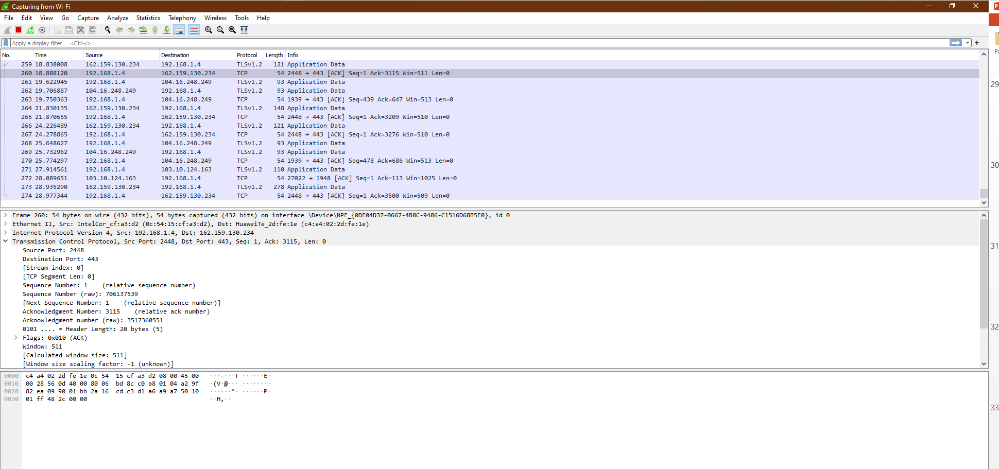 Capturing from Wi-Fi
File Edit View Go Capture Analyze Statistics Telephony Wireless Tools Help
Apply a display filter ... <Ctrl-/>
No. Time Source Destination Protocol Length Info
259 18.838008 162.159.130.234 192.168.1.4 TLSv1.2 121 Application Data
260 18.888120 192.168.1.4 162.159.130.234 TCP 54 2448 → 443 [ACK] Seq=1 Ack=3115 Win=511 Len=0
261 19.622945 192.168.1.4 104.16.248.249 TLSv1.2 93 Application Data
262 19.706887 104.16.248.249 192.168.1.4 TLSv1.2 93 Application Data
263 19.750363 192.168.1.4 104.16.248.249 TCP 54 1939 → 443 [ACK] Seq=439 Ack=647 Win=513 Len=0
264 21.830135 162.159.130.234 192.168.1.4 TLSv1.2 148 Application Data
265 21.870655 192.168.1.4 162.159.130.234 TCP 54 2448 → 443 [ACK] Seq=1 Ack=3209 Win=510 Len=0
266 24.226489 162.159.130.234 192.168.1.4 TLSv1.2 121 Application Data
267 24.278865 192.168.1.4 162.159.130.234 TCP 54 2448 → 443 [ACK] Seq=1 Ack=3276 Win=510 Len=0
268 25.648627 192.168.1.4 104.16.248.249 TLSv1.2 93 Application Data
269 25.732962 104.16.248.249 192.168.1.4 TLSv1.2 93 Application Data
270 25.774297 192.168.1.4 104.16.248.249 TCP 54 1939 → 443 [ACK] Seq=478 Ack=686 Win=513 Len=0
271 27.914561 192.168.1.4 103.10.124.163 TLSv1.2 110 Application Data
272 28.089651 103.10.124.163 192.168.1.4 TCP 54 27022 → 1948 [ACK] Seq=1 Ack=113 Win=1025 Len=0
273 28.935290 162.159.130.234 192.168.1.4 TLSv1.2 278 Application Data
274 28.977344 192.168.1.4 162.159.130.234 TCP 54 2448 → 443 [ACK] Seq=1 Ack=3500 Win=509 Len=0
Frame 260: 54 bytes on wire (432 bits), 54 bytes captured (432 bits) on interface \Device\NPF_{0DE04D37-0667-4B8C-9486-C1516D68B5E0}, id 0
Ethernet II, Src: IntelCor_cf:a3:d2 (0c:54:15:cf:a3:d2), Dst: HuaweiTe_2d:fe:1e (c4:a4:02:2d:fe:1e)
Internet Protocol Version 4, Src: 192.168.1.4, Dst: 162.159.130.234
Transmission Control Protocol, Src Port: 2448, Dst Port: 443, Seq: 1, Ack: 3115, Len: 0
Source Port: 2448
Destination Port: 443
[Stream index: 0]
[TCP Segment Len: 0]
Sequence Number: 1 (relative sequence number)
Sequence Number (raw): 706137539
[Next Sequence Number: 1 (relative sequence number)]
Acknowledgment Number: 3115 (relative ack number)
Acknowledgment number (raw): 3517360551
0101 .... = Header Length: 20 bytes (5)
Flags: 0x010 (ACK)
Window: 511
[Calculated window size: 511]
[Window size scaling factor: -1 (unknown)]
0000 c4 a4 02 2d fe 1e 0c 54 15 cf a3 d2 08 00 45 00 ···-···T ······E·
0010 00 28 56 0d 40 00 80 06 bd 8c c0 a8 01 04 a2 9f ·(V·@··· ········
0020 82 ea 09 90 01 bb 2a 16 cd c3 d1 a6 a9 a7 50 10 ······*· ······P·
0030 01 ff 48 2c 00 00 ··H,··
P
Pa
29
30
31
32
33